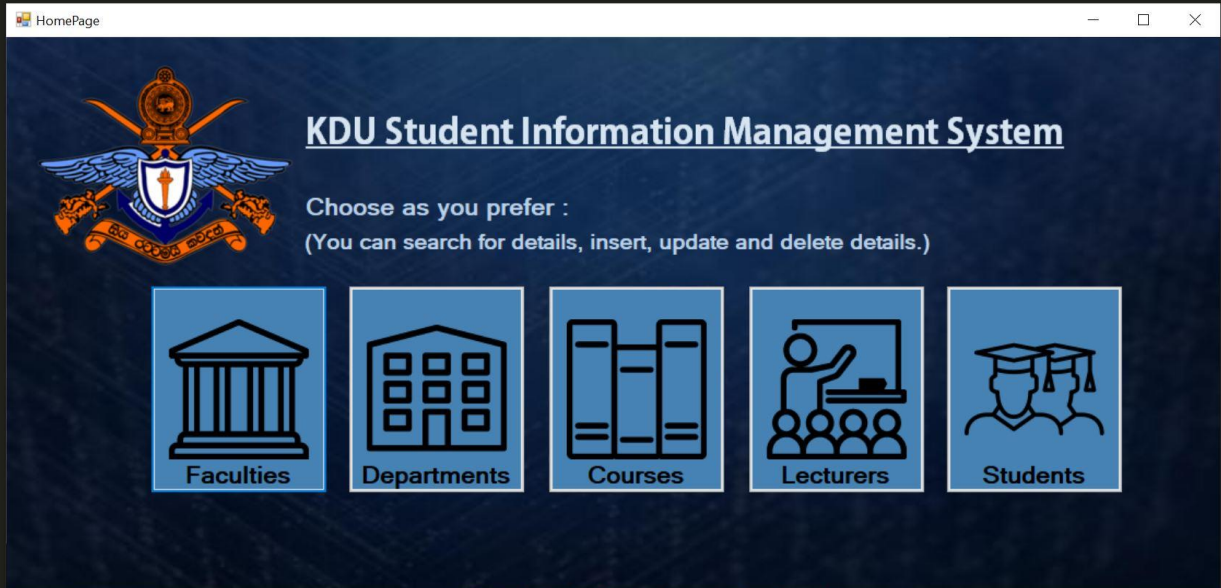 HomePage
KDU Student Information Management System
Choose as you prefer :
(You can search for details, insert, update and delete details.)
Faculties
Departments
Courses
Lecturers
Students